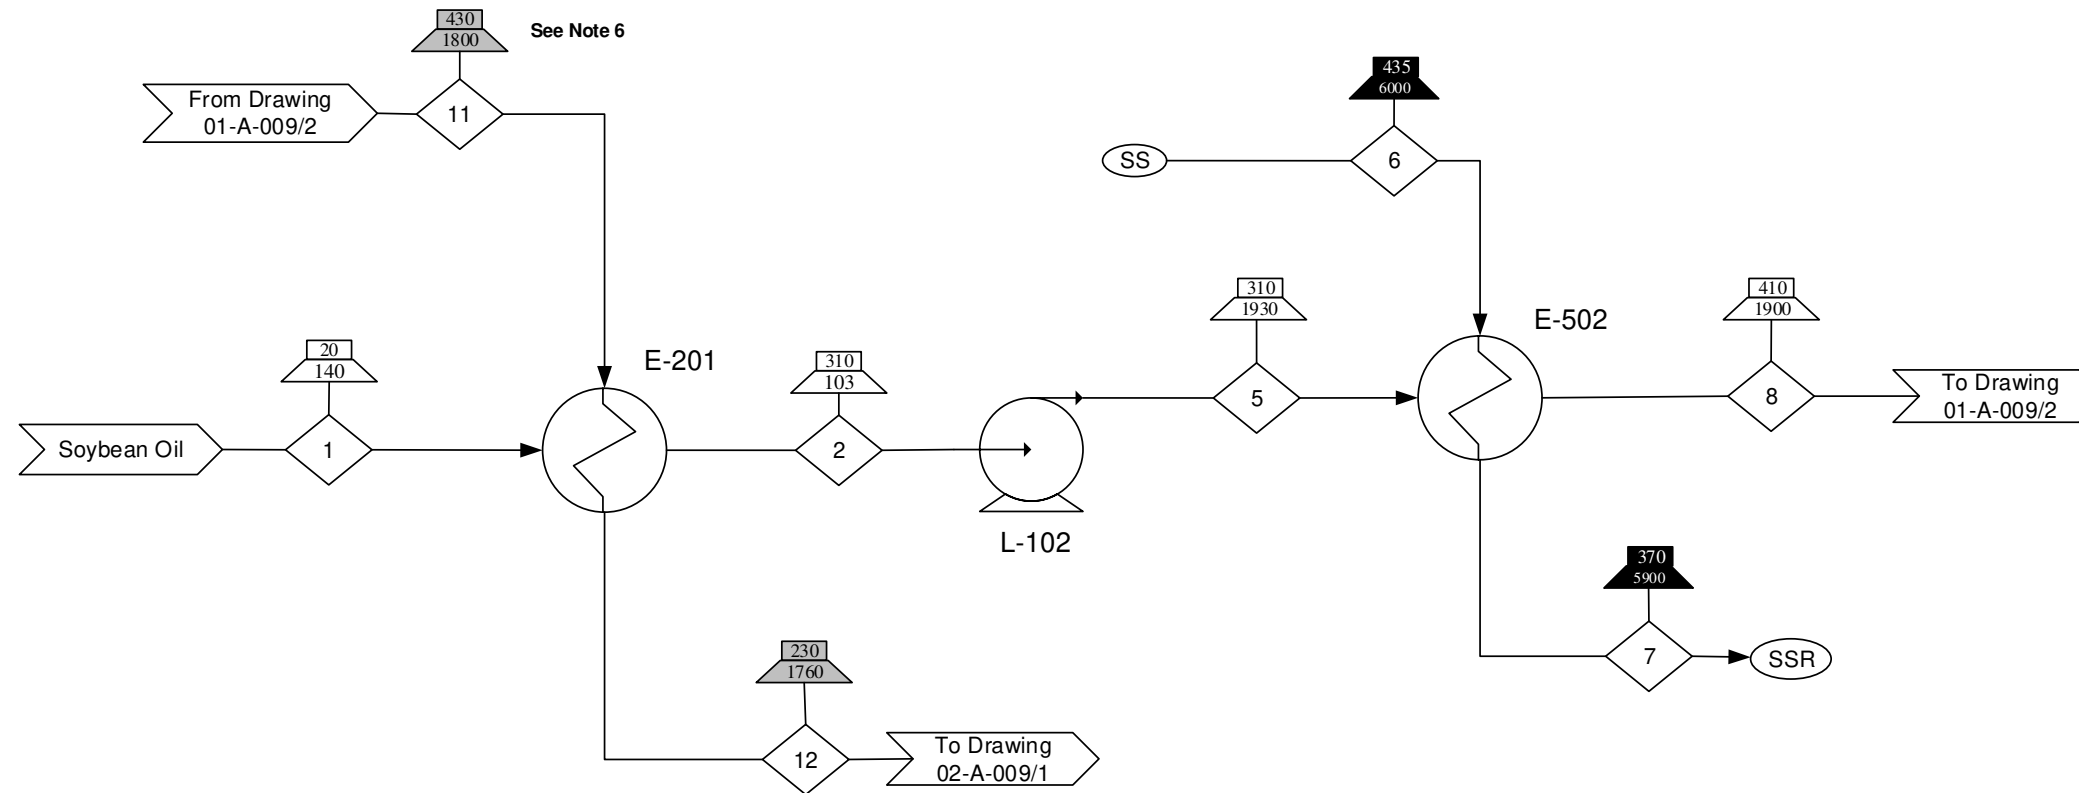 430
1800
See Note 6
From Drawing
01-A-009/2
11
435
6000
SS
6
310
1930
E-502
410
1900
20
140
E-201
310
103
5
8
To Drawing
01-A-009/2
Soybean Oil
1
2
L-102
370
5900
7
SSR
230
1760
12
To Drawing
02-A-009/1